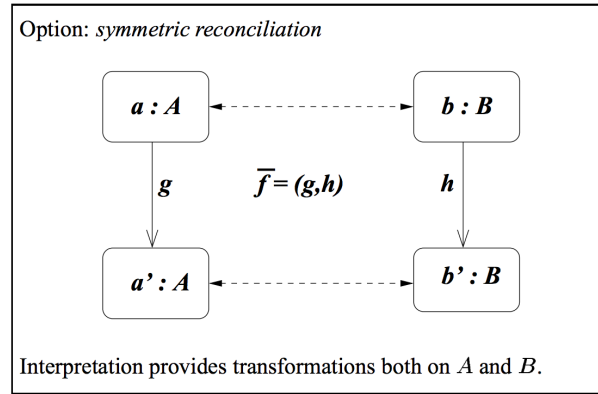 Option: symmetric reconciliation
a : A
b : B
g
f̅ = (g,h)
h
a’ : A
b’ : B
Interpretation provides transformations both on A and B.